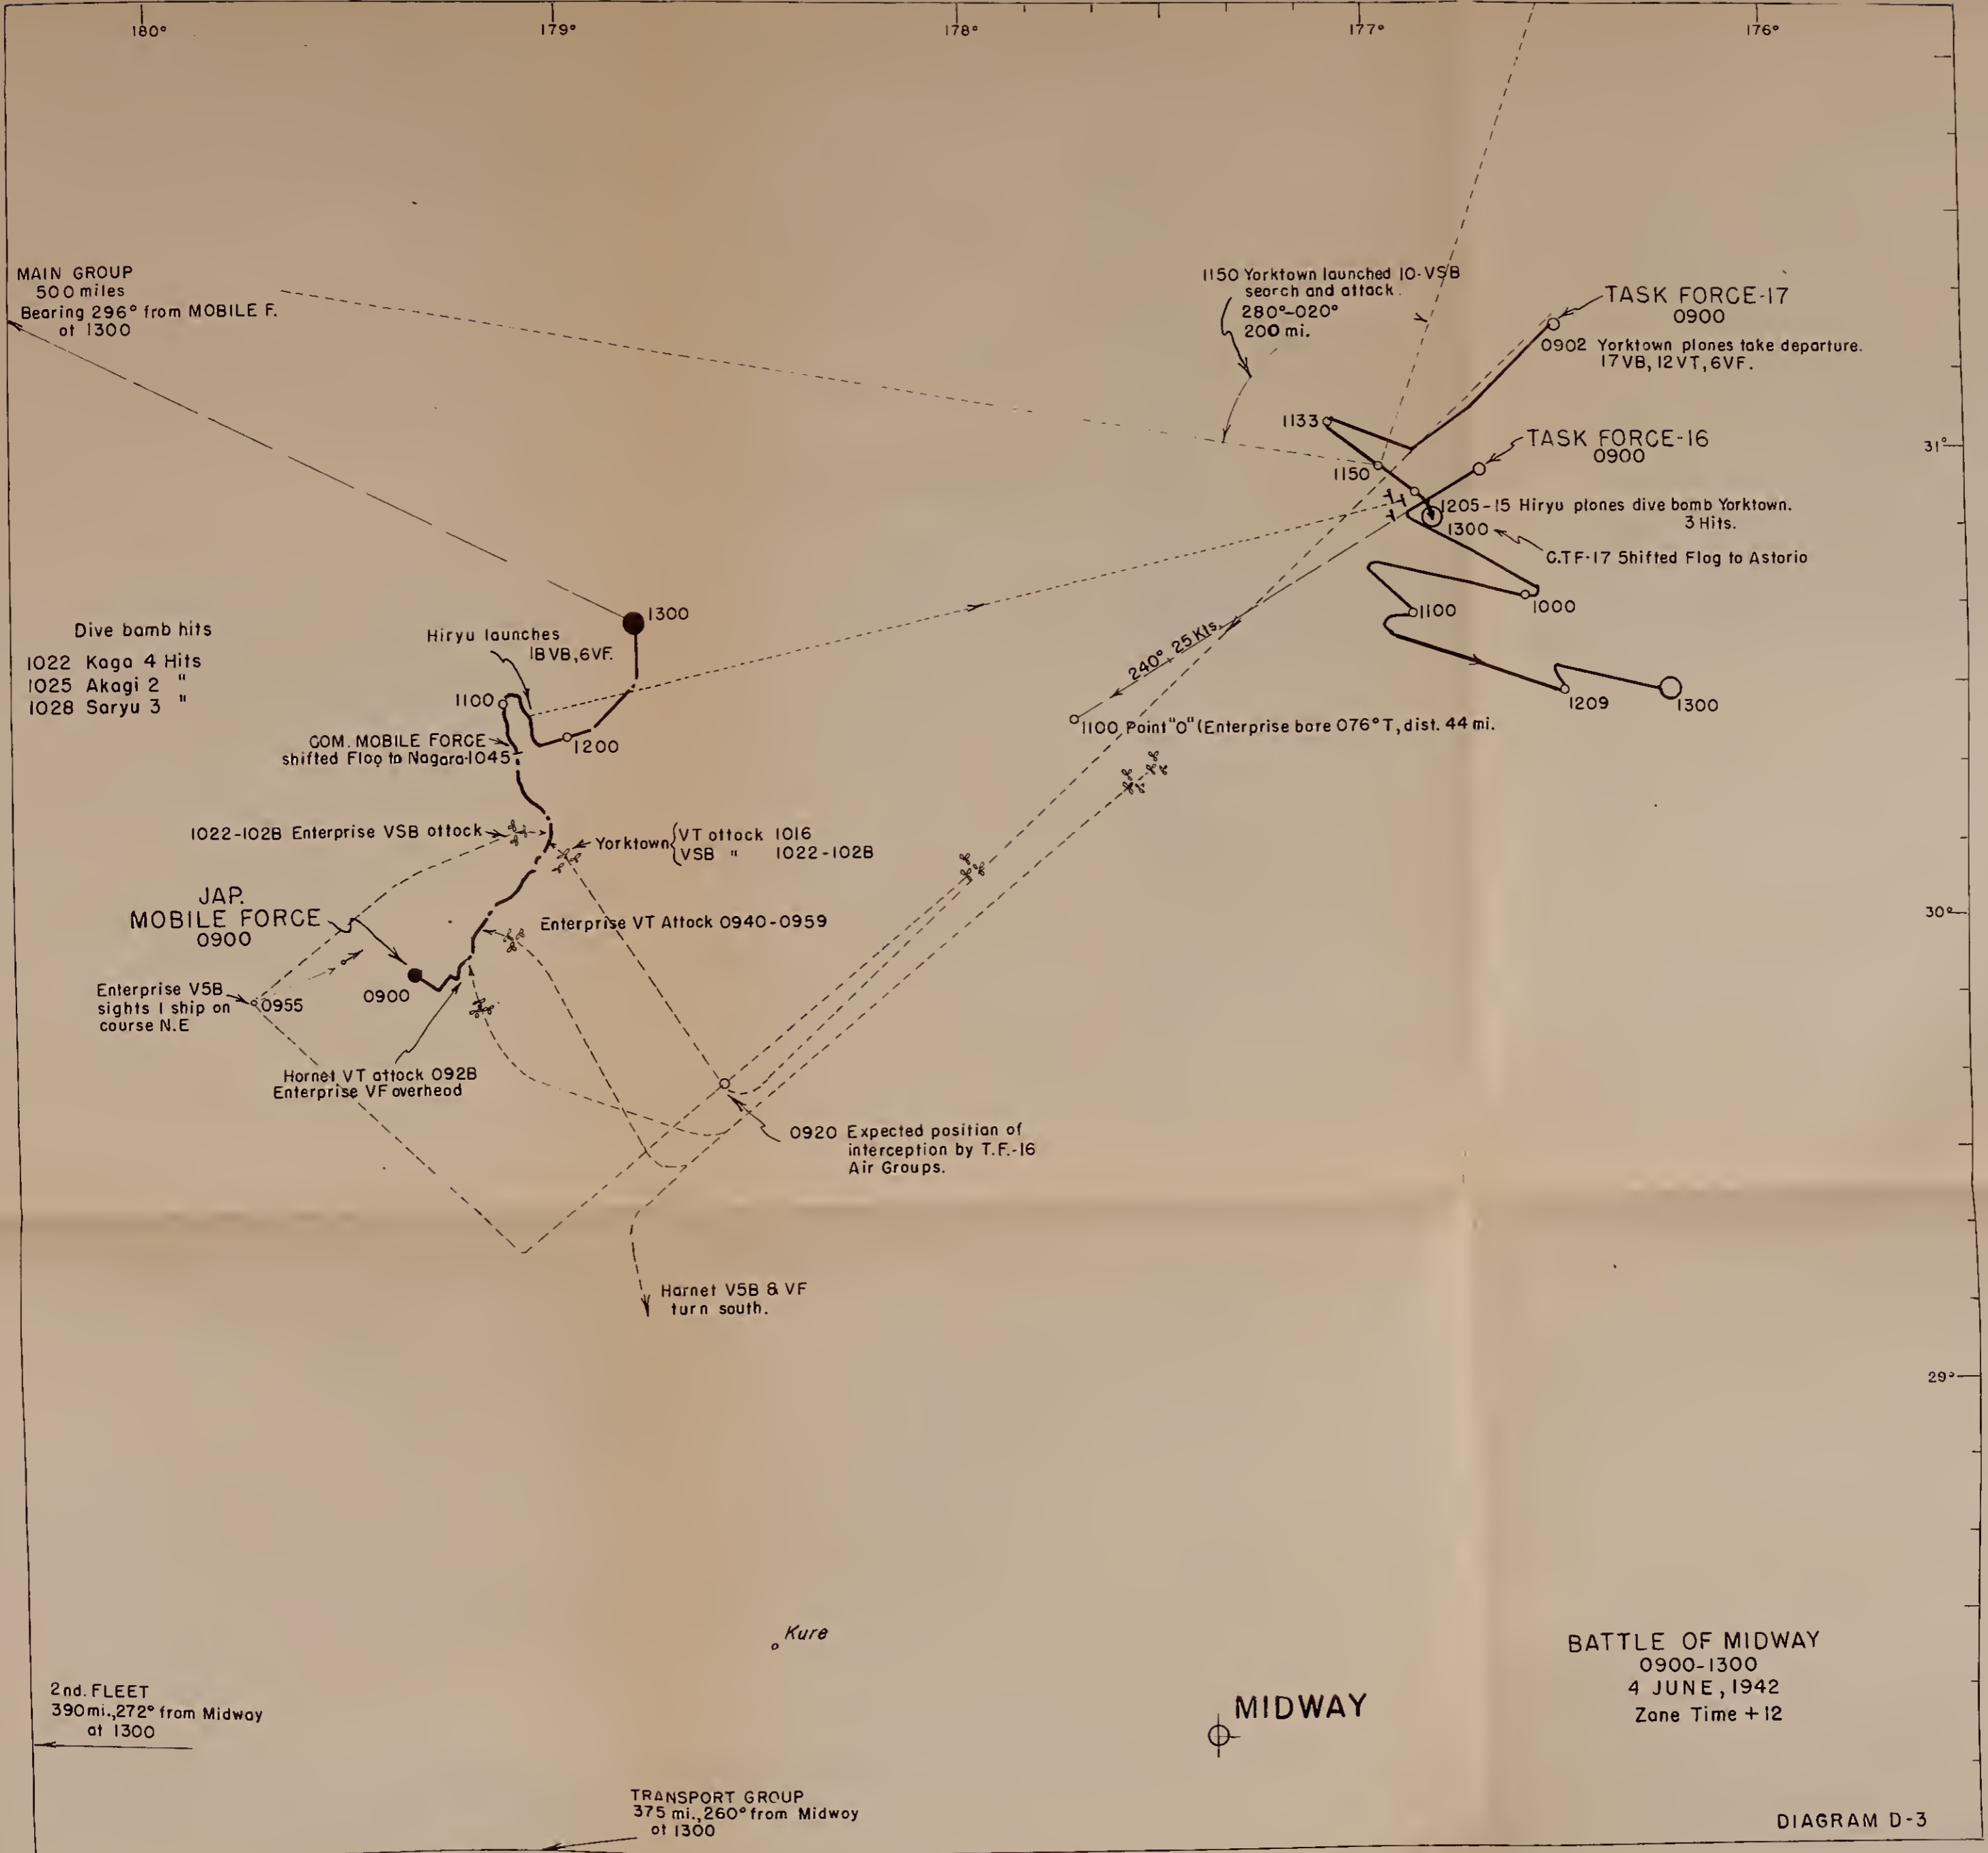 180°
179°
178°
177°
176°
MAIN GROUP
500 miles
Bearing 296° from MOBILE F.
at 1300
1150 Yorktown launched 10-VSB
search and attack.
280°-020°
200 mi.
TASK FORCE-17
0900
0902 Yorktown planes take departure.
17VB, 12VT, 6VF.
1133
TASK FORCE-16
0900
31°
1150
1205-15 Hiryu planes dive bomb Yorktown.
3 Hits.
1300
C.TF-17 Shifted Flag to Astoria
1000
1100
1209
1300
240°, 25 Kts.
1100 Point "O" (Enterprise bore 076° T, dist. 44 mi.
Dive bomb hits
1022 Kaga 4 Hits
1025 Akagi 2 "
1028 Soryu 3 "
1300
Hiryu launches
18VB, 6VF.
1100
COM. MOBILE FORCE
shifted Flag to Nagara-1045
1200
1022-1028 Enterprise VSB attack
Yorktown { VT attack 1016
VSB " 1022-1028
JAP.
MOBILE FORCE
0900
Enterprise VT Attack 0940-0959
30°
Enterprise VSB
sights 1 ship on
course N.E
0955
0900
Hornet VT attack 0928
Enterprise VF overhead
0920 Expected position of
interception by T.F.-16
Air Groups.
Hornet VSB & VF
turn south.
29°
Kure
2nd. FLEET
390 mi., 272° from Midway
at 1300
MIDWAY
BATTLE OF MIDWAY
0900-1300
4 JUNE, 1942
Zone Time + 12
TRANSPORT GROUP
375 mi., 260° from Midway
at 1300
DIAGRAM D-3